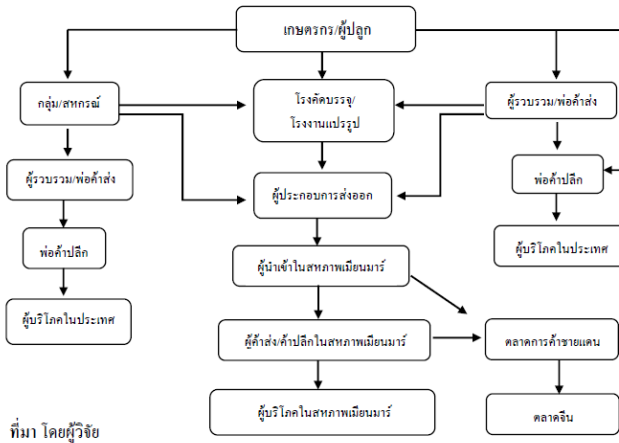 เกษตรกร/ผู้ปลูก
กลุ่ม/สหกรณ์
โรงคัดบรรจุ/
โรงงานแปรรูป
ผู้รวบรวม/พ่อค้าส่ง
ผู้รวบรวม/พ่อค้าส่ง
ผู้ประกอบการส่งออก
พ่อค้าปลีก
พ่อค้าปลีก
ผู้บริโภคในประเทศ
ผู้นำเข้าในสหภาพเมียนมาร์
ผู้บริโภคในประเทศ
ผู้ค้าส่ง/ค้าปลีกในสหภาพเมียนมาร์
ตลาดการค้าชายแดน
ผู้บริโภคในสหภาพเมียนมาร์
ตลาดจีน
ที่มา โดยผู้วิจัย